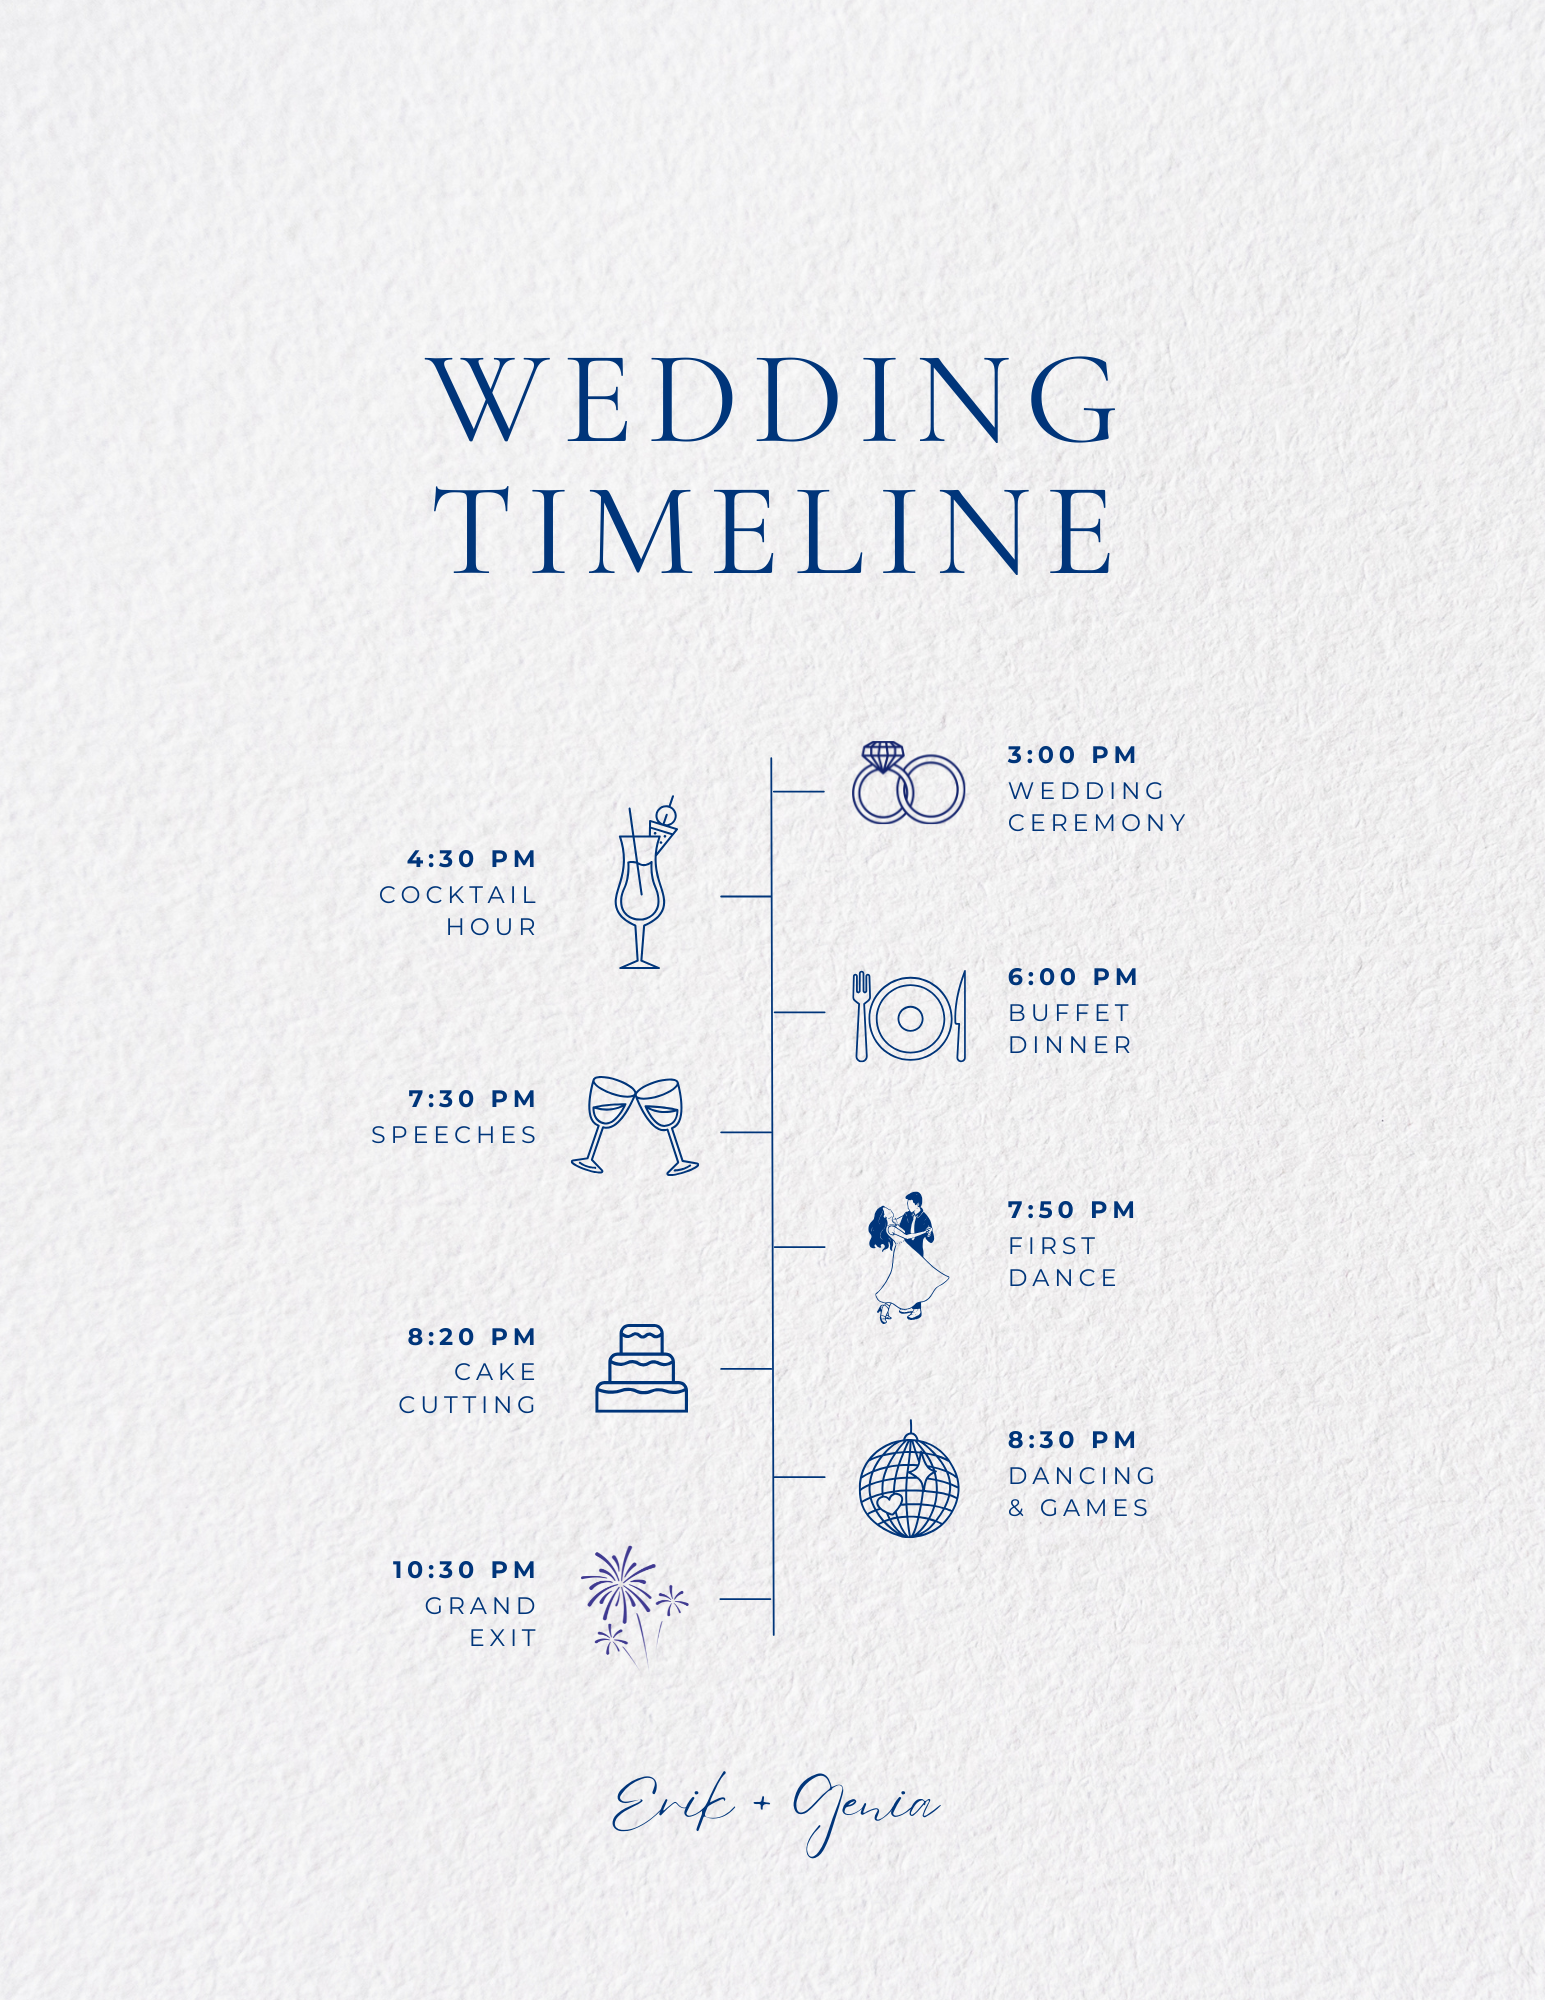 WEDDING
TIMELINE
3:00 PM
WEDDING
CEREMONY
4:30 PM
COCKTAIL
HOUR
6:00 PM
BUFFET
DINNER
7:30 PM
SPEECHES
7:50 PM
FIRST
DANCE
8:20 PM
CAKE
CUTTING
8:30 PM
DANCING
& GAMES
10:30 PM
GRAND
EXIT
Erik + Genia